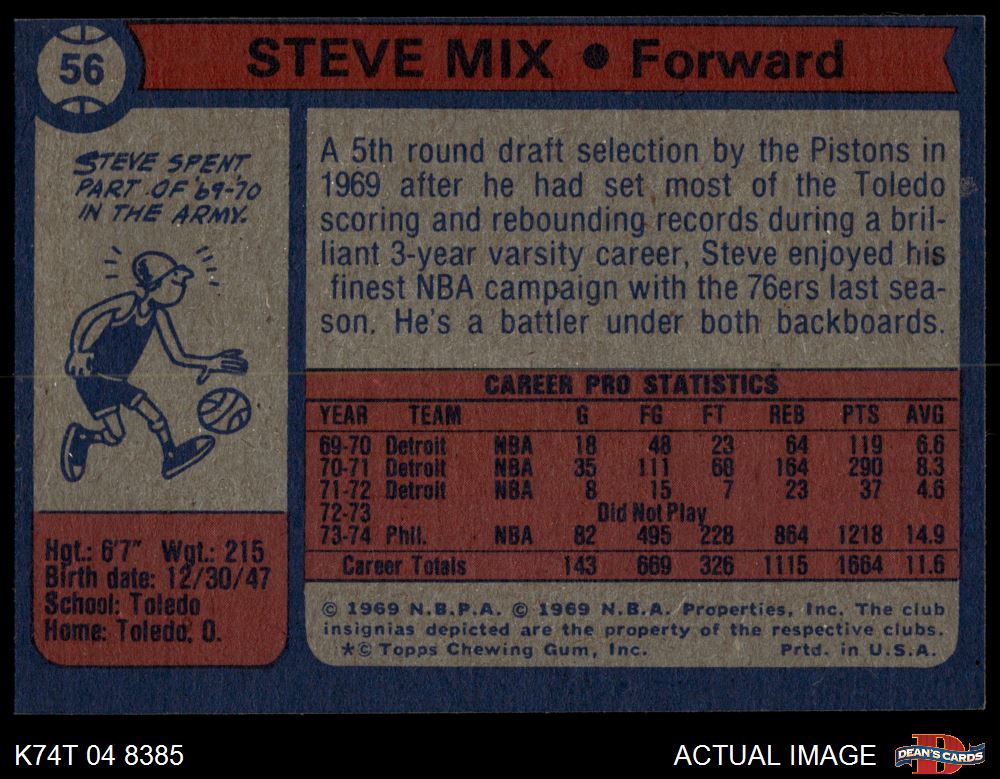 56
STEVE MIX ● Forward
STEVE SPENT
PART OF '69-70
IN THE ARMY.
A 5th round draft selection by the Pistons in
1969 after he had set most of the Toledo
scoring and rebounding records during a bril-
liant 3-year varsity career, Steve enjoyed his
finest NBA campaign with the 76ers last sea-
son. He's a battler under both backboards.
CAREER PRO STATISTICS
YEAR TEAM G FG FT REB PTS AVG
69-70 Detroit NBA 18 48 23 64 119 6.6
70-71 Detroit NBA 35 111 68 164 290 8.3
71-72 Detroit NBA 8 15 7 23 37 4.6
72-73 Did Not Play
73-74 Phil. NBA 82 495 228 864 1218 14.9
Career Totals 143 669 326 1115 1664 11.6
Hgt.: 6'7" Wgt.: 215
Birth date: 12/30/47
School: Toledo
Home: Toledo, O.
© 1969 N.B.P.A. © 1969 N.B.A. Properties, Inc. The club
insignias depicted are the property of the respective clubs.
*© Topps Chewing Gum, Inc. Prtd. in U.S.A.
K74T 04 8385
ACTUAL IMAGE
DEAN'S CARDS